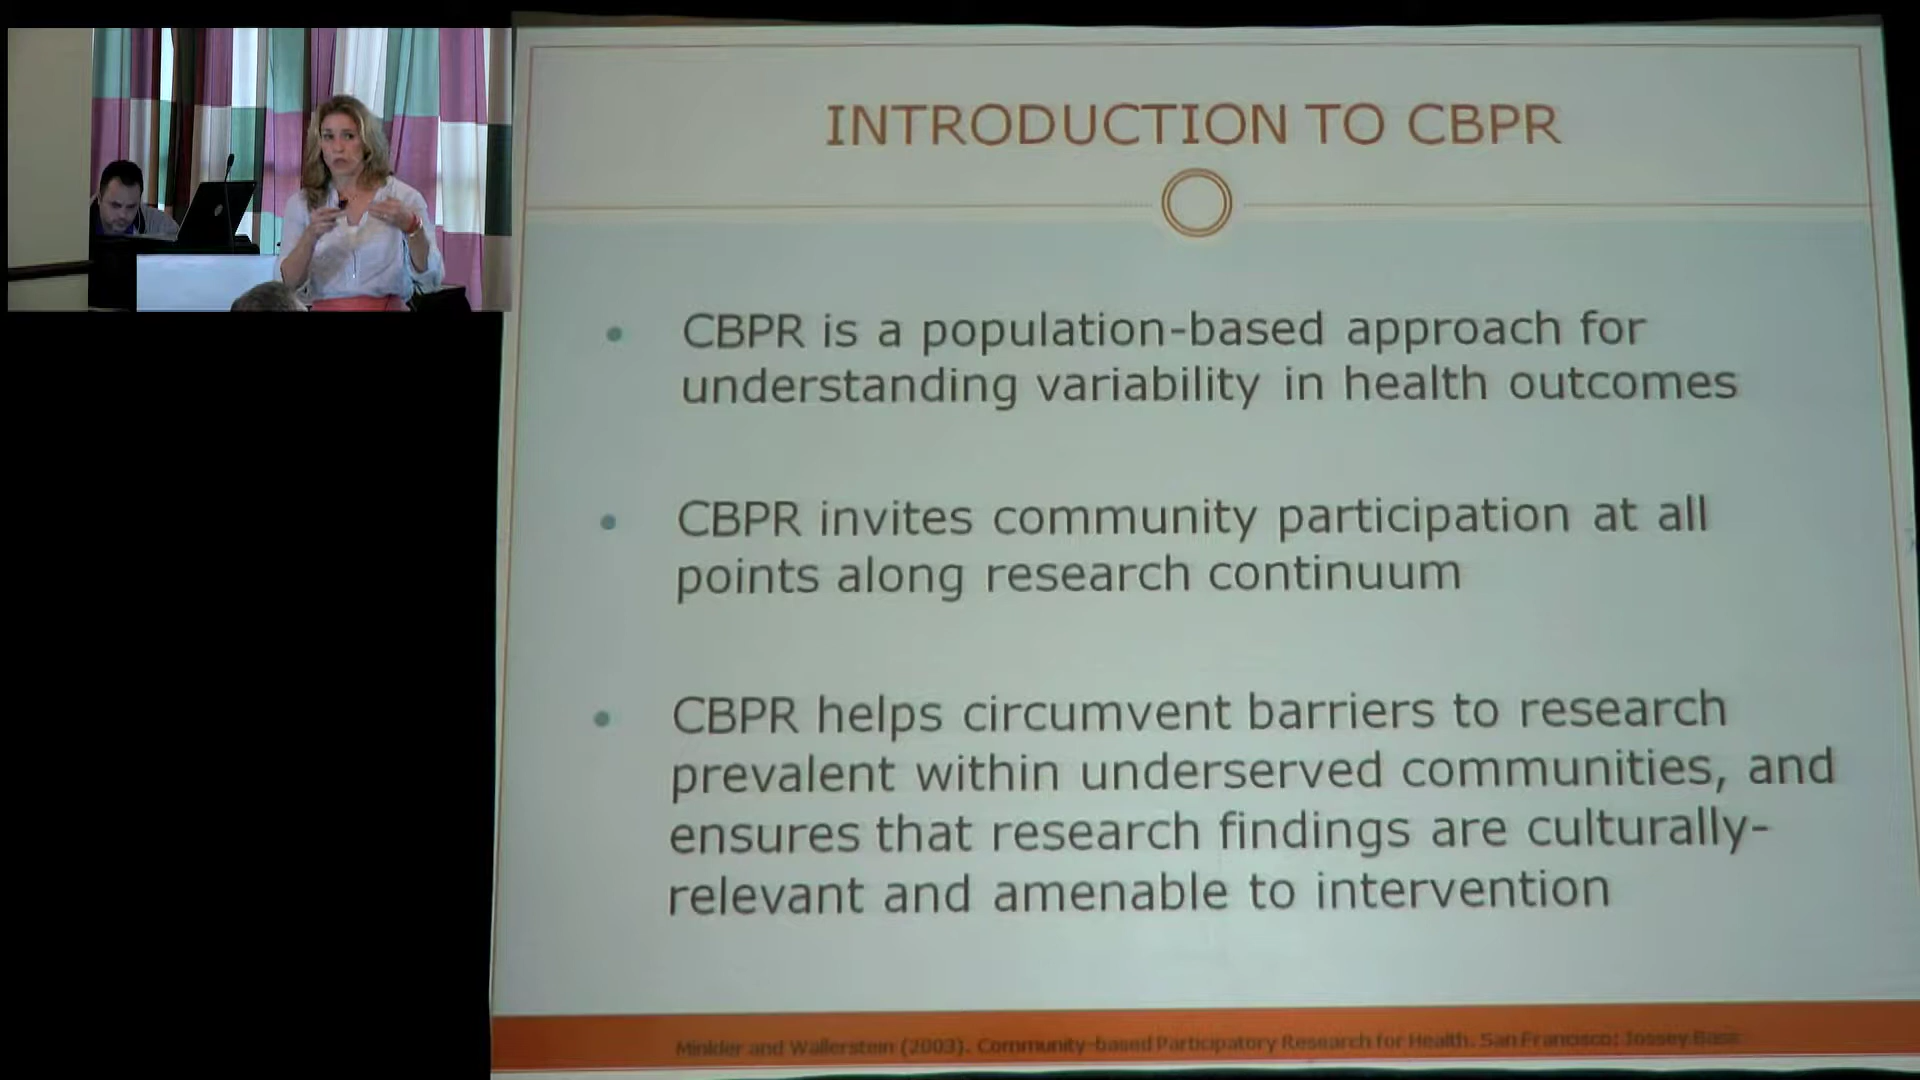 INTRODUCTION TO CBPR
• CBPR is a population-based approach for
understanding variability in health outcomes
• CBPR invites community participation at all
points along research continuum
• CBPR helps circumvent barriers to research
prevalent within underserved communities, and
ensures that research findings are culturally-
relevant and amenable to intervention
Minkler and Wallerstein (2003). Community-based Participatory Research for Health. San Francisco: Jossey Bass